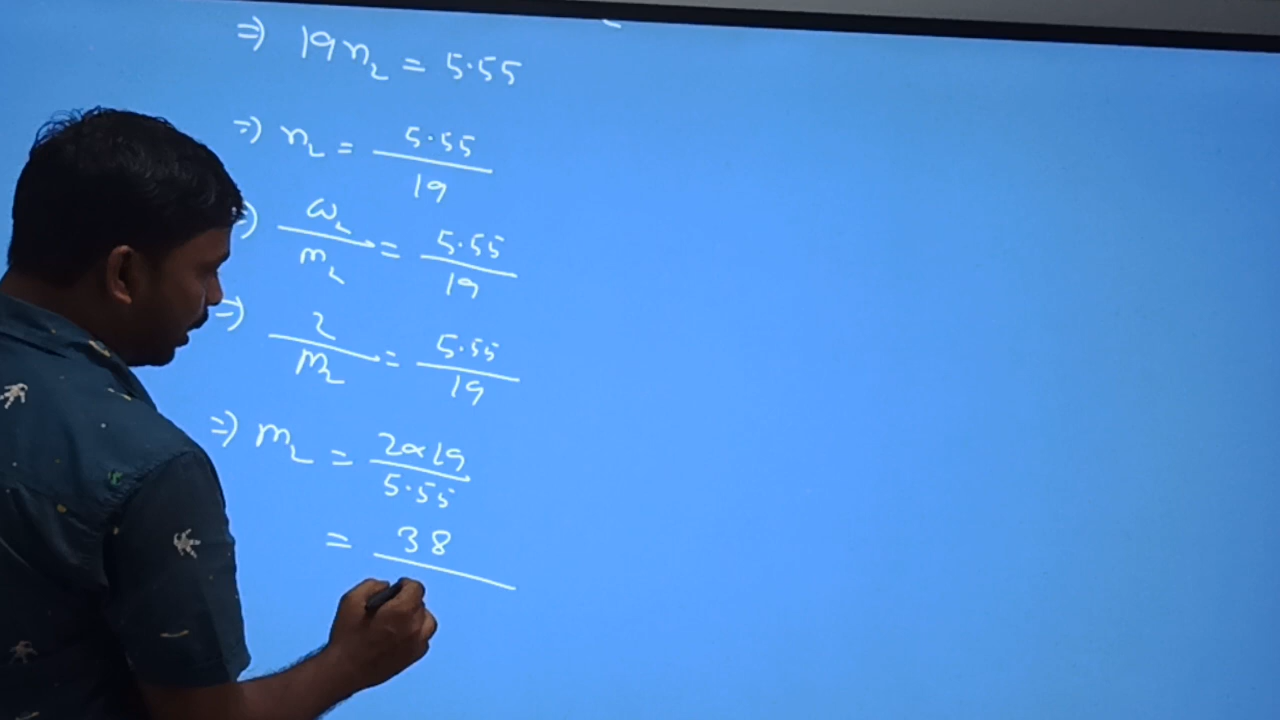 ⇒ 19n₂ = 5.55
⇒ n₂ = 5.55/19
⇒ ω₂/m₂ = 5.55/19
⇒ 2/M₂ = 5.55/19
⇒ m₂ = 2×19/5.55
= 38